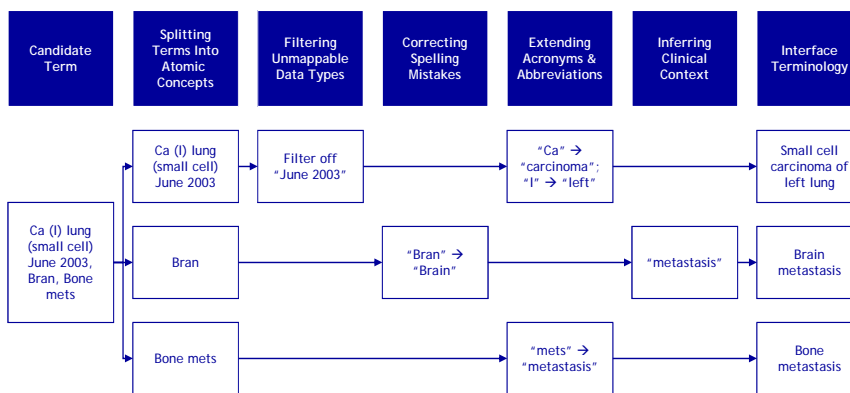 Candidate
Term
Splitting
Terms Into
Atomic
Concepts
Filtering
Unmappable
Data Types
Correcting
Spelling
Mistakes
Extending
Acronyms &
Abbreviations
Inferring
Clinical
Context
Interface
Terminology
Ca (l) lung
(small cell)
June 2003,
Bran, Bone
mets
Ca (l) lung
(small cell)
June 2003
Filter off
“June 2003”
“Ca” →
“carcinoma”;
“l” → “left”
Small cell
carcinoma of
left lung
Bran
“Bran” →
“Brain”
“metastasis”
Brain
metastasis
Bone mets
“mets” →
“metastasis”
Bone
metastasis